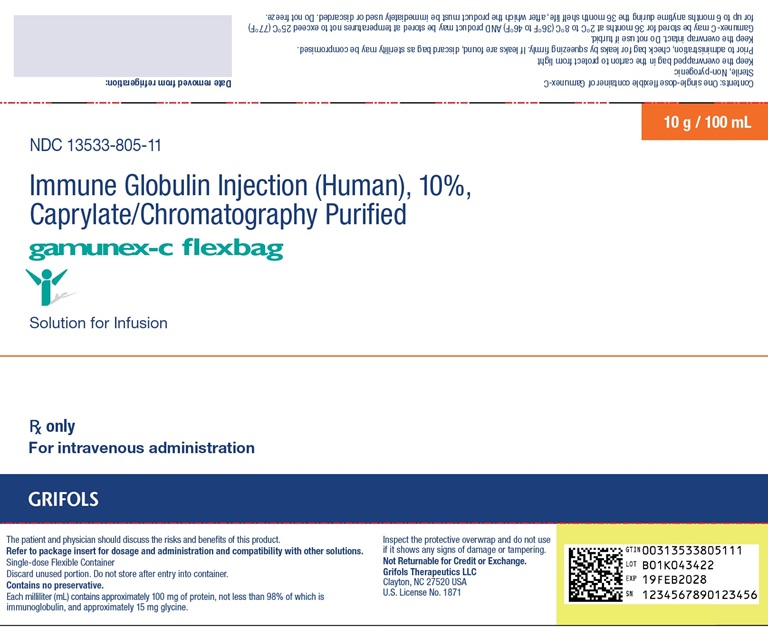 Contents: One single-dose flexible container of Gamunex-C
Sterile, Non-pyrogenic
Keep the overwrapped bag in the carton to protect from light
Prior to administration, check bag for leaks by squeezing firmly. If leaks are found, discard bag as sterility may be compromised.
Keep the overwrap intact. Do not use if turbid.
Gamunex-C may be stored for 36 months at 2°C to 8°C (36°F to 46°F) AND product may be stored at temperatures not to exceed 25°C (77°F)
for up to 6 months anytime during the 36 month shelf life, after which the product must be immediately used or discarded. Do not freeze.
Date removed from refrigeration:
10 g / 100 mL
NDC 13533-805-11
Immune Globulin Injection (Human), 10%,
Caprylate/Chromatography Purified
gamunex-c flexbag
Solution for Infusion
℞ only
For intravenous administration
GRIFOLS
The patient and physician should discuss the risks and benefits of this product.
Refer to package insert for dosage and administration and compatibility with other solutions.
Single-dose Flexible Container
Discard unused portion. Do not store after entry into container.
Contains no preservative.
Each milliliter (mL) contains approximately 100 mg of protein, not less than 98% of which is
immunoglobulin, and approximately 15 mg glycine.
Inspect the protective overwrap and do not use
if it shows any signs of damage or tampering.
Not Returnable for Credit or Exchange.
Grifols Therapeutics LLC
Clayton, NC 27520 USA
U.S. License No. 1871
GTIN 00313533805111
LOT B01K043422
EXP 19FEB2028
SN 1234567890123456